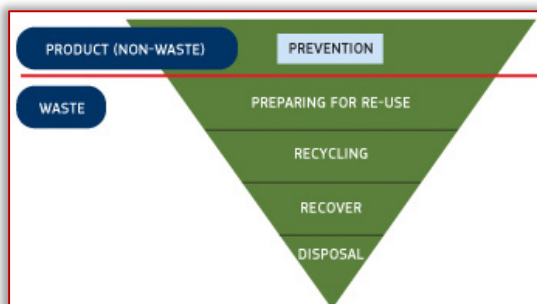 PRODUCT (NON-WASTE)
PREVENTION
WASTE
PREPARING FOR RE-USE
RECYCLING
RECOVER
DISPOSAL